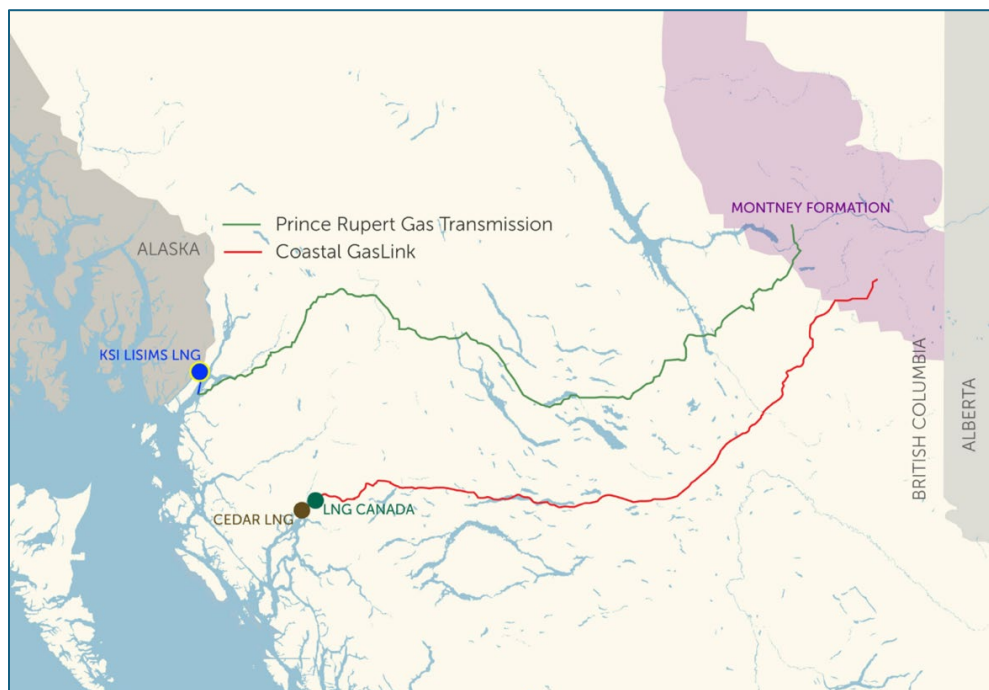 MONTNEY FORMATION
Prince Rupert Gas Transmission
Coastal GasLink
ALASKA
KSI LISIMS LNG
BRITISH COLUMBIA
ALBERTA
LNG CANADA
CEDAR LNG